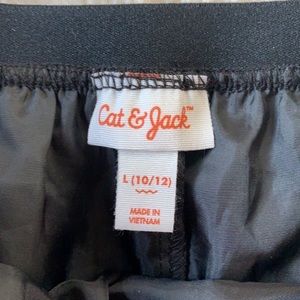 Cat & Jack™
L (10/12)
MADE IN
VIETNAM